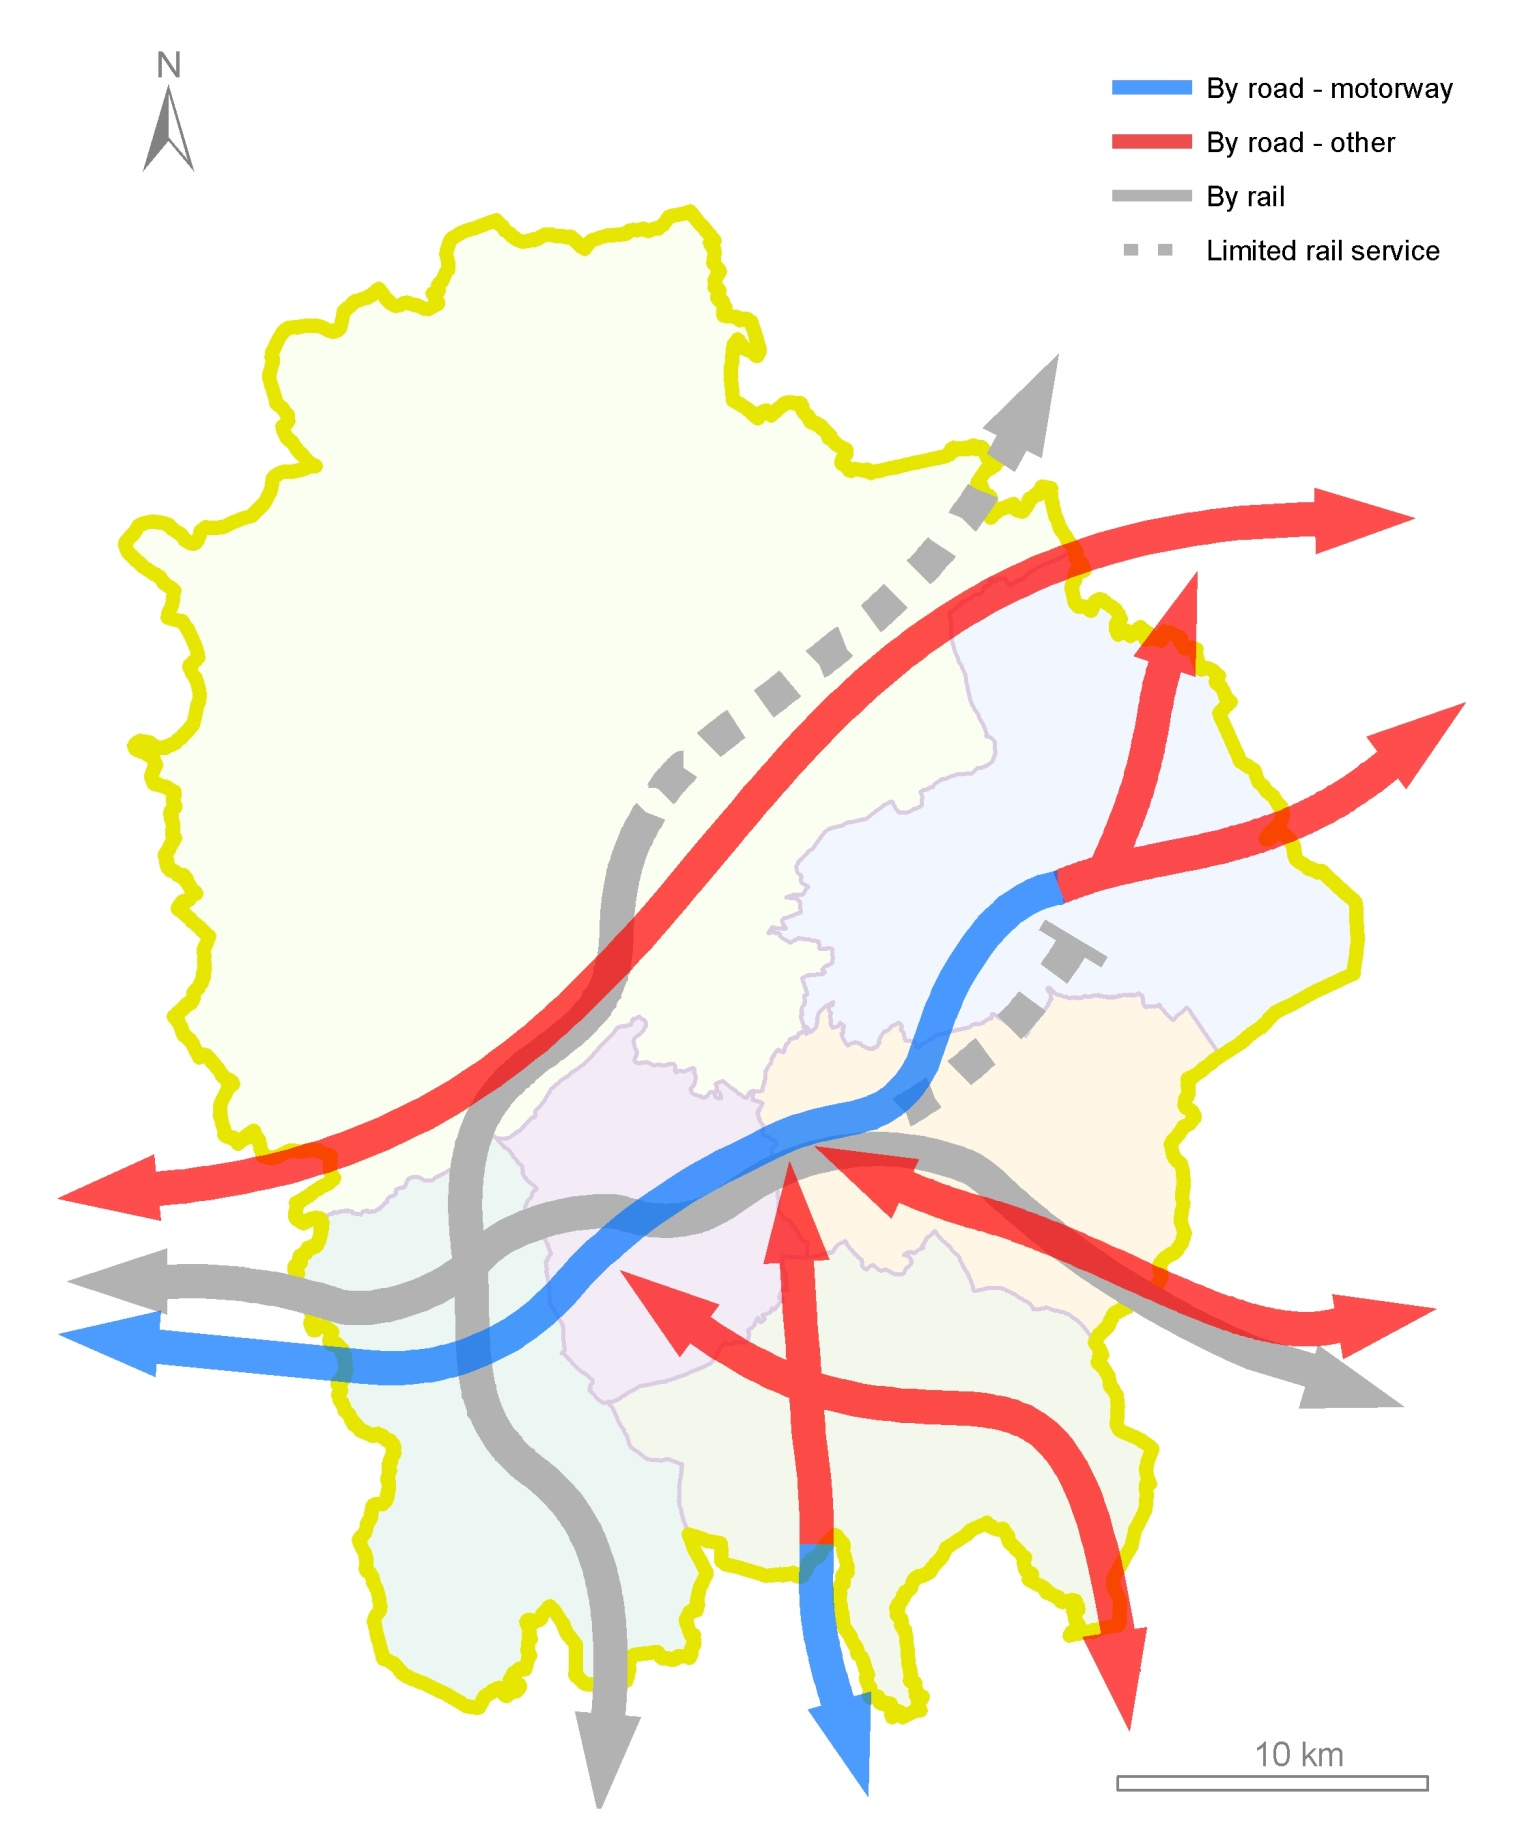 N
By road - motorway
By road - other
By rail
Limited rail service
10 km